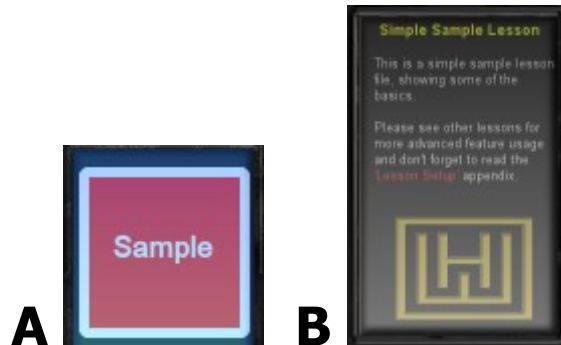 Simple Sample Lesson
This is a simple sample lesson
file, showing some of the
basics.
Please see other lessons for
more advanced feature usage
and don't forget to read the
'Lesson Setup' appendix.
Sample
A
B